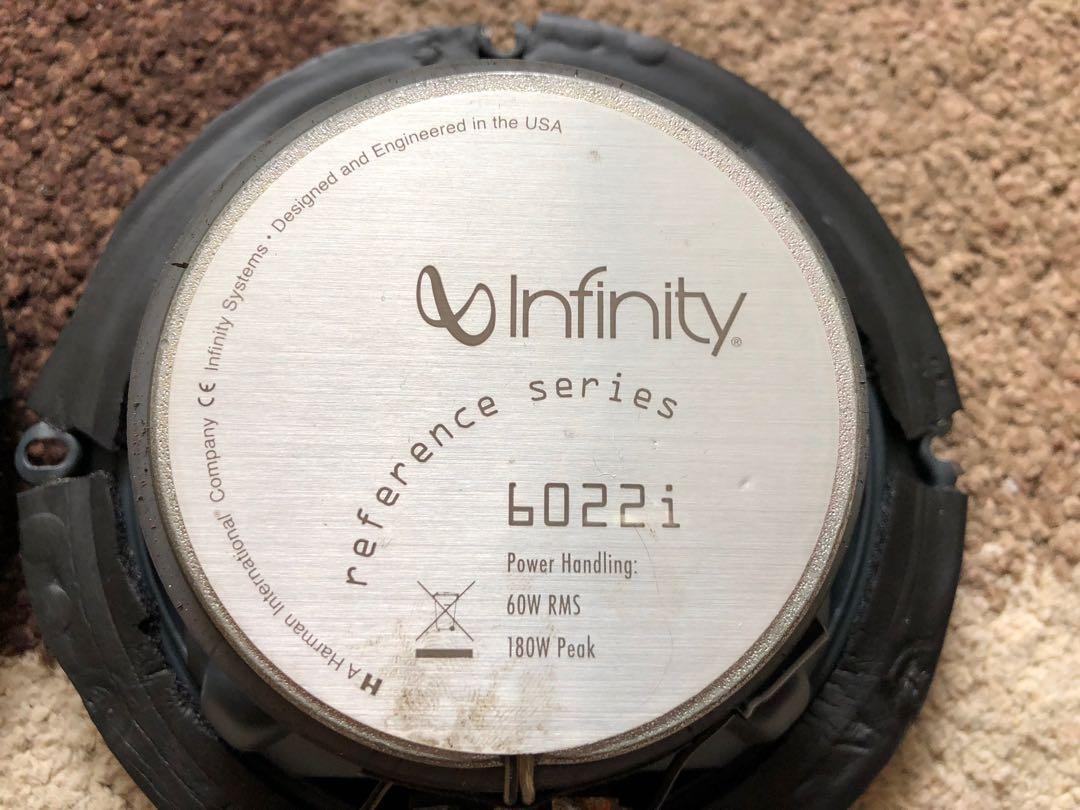 H A Harman International® Company CE Infinity Systems • Designed and Engineered in the USA
Infinity®
reference series
6022i
Power Handling:
60W RMS
180W Peak